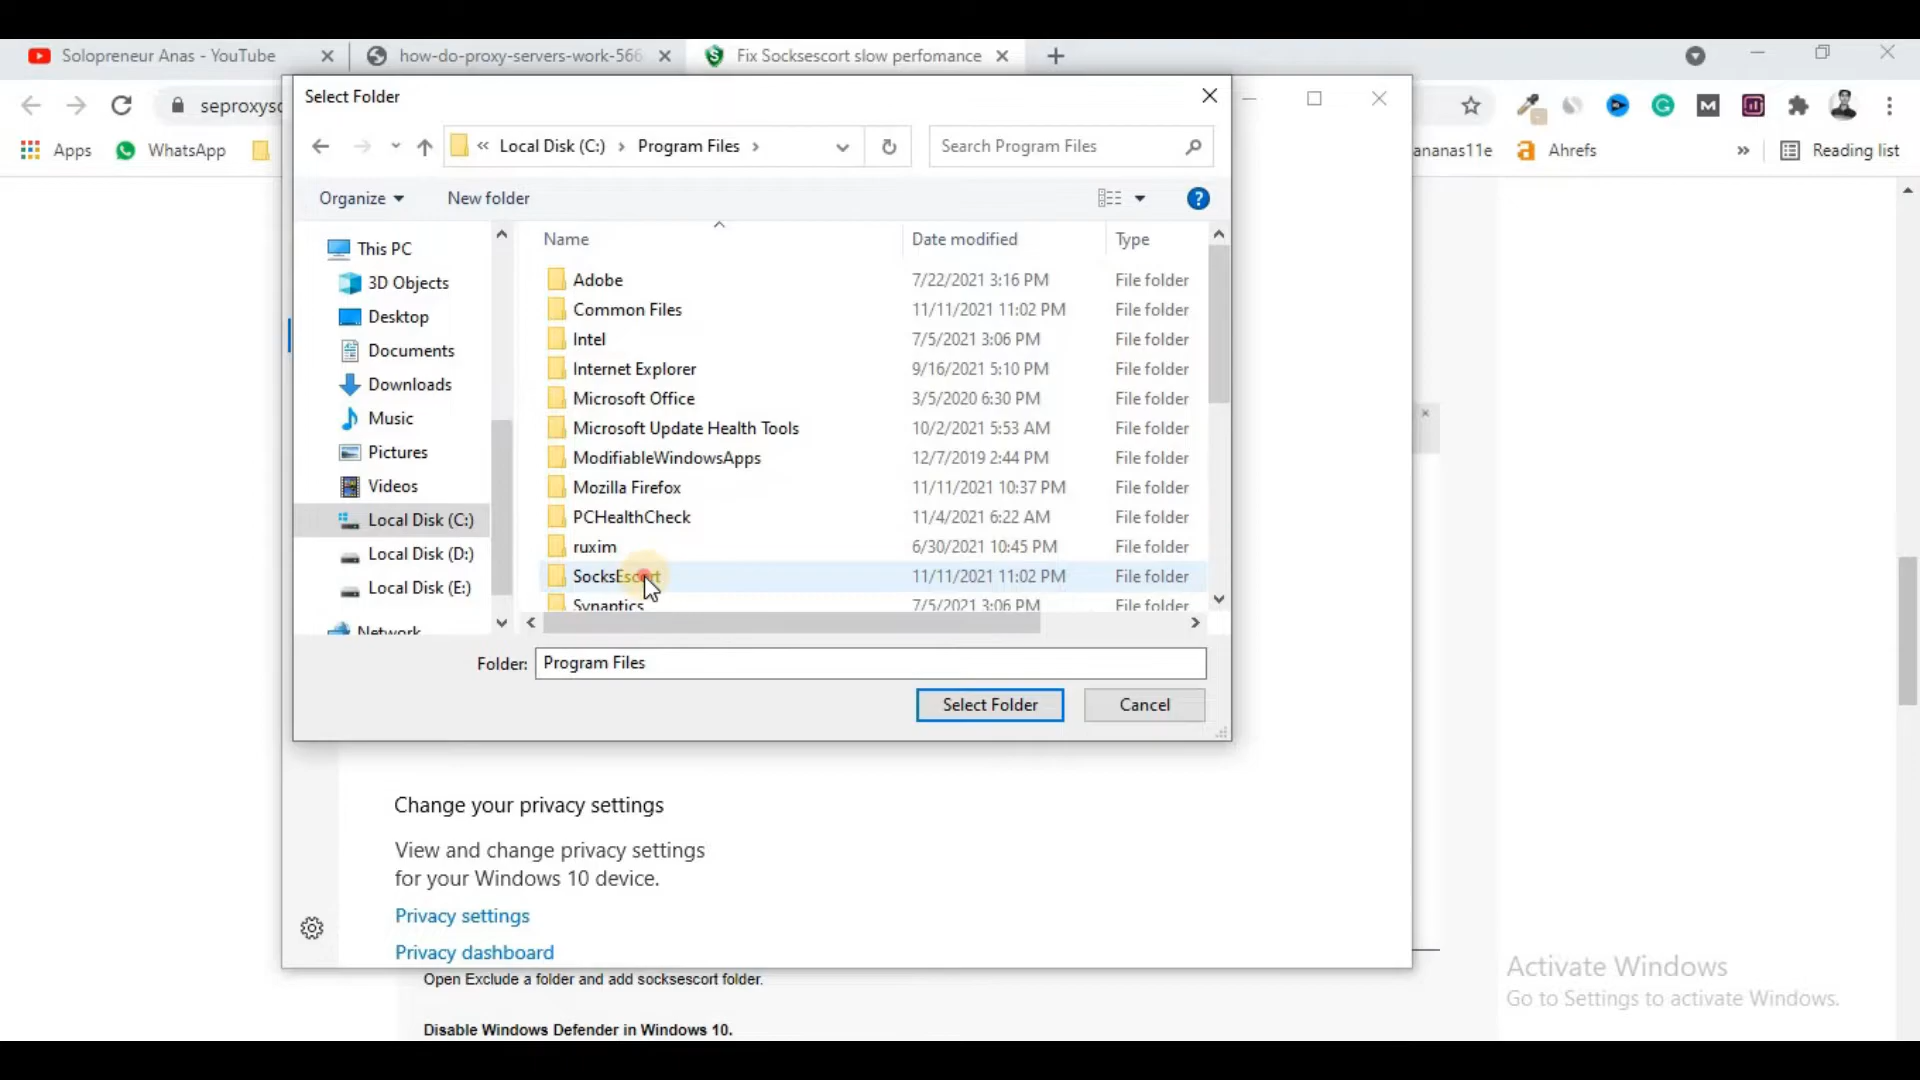 Solopreneur Anas - YouTube
how-do-proxy-servers-work-566
Fix Socksescort slow perfomance
Select Folder
seproxyso
Local Disk (C:) Program Files
Search Program Files
Apps
WhatsApp
ananas11e
Ahrefs
Reading list
Organize
New folder
Name Date modified Type
This PC
3D Objects
Desktop
Documents
Downloads
Music
Pictures
Videos
Local Disk (C:)
Local Disk (D:)
Local Disk (E:)
Network
Adobe 7/22/2021 3:16 PM File folder
Common Files 11/11/2021 11:02 PM File folder
Intel 7/5/2021 3:06 PM File folder
Internet Explorer 9/16/2021 5:10 PM File folder
Microsoft Office 3/5/2020 6:30 PM File folder
Microsoft Update Health Tools 10/2/2021 5:53 AM File folder
ModifiableWindowsApps 12/7/2019 2:44 PM File folder
Mozilla Firefox 11/11/2021 10:37 PM File folder
PCHealthCheck 11/4/2021 6:22 AM File folder
ruxim 6/30/2021 10:45 PM File folder
SocksEscort 11/11/2021 11:02 PM File folder
Synaptics 7/5/2021 3:06 PM File folder
Folder: Program Files
Select Folder
Cancel
Change your privacy settings
View and change privacy settings
for your Windows 10 device.
Privacy settings
Privacy dashboard
Open Exclude a folder and add socksescort folder.
Disable Windows Defender in Windows 10.
Activate Windows
Go to Settings to activate Windows.